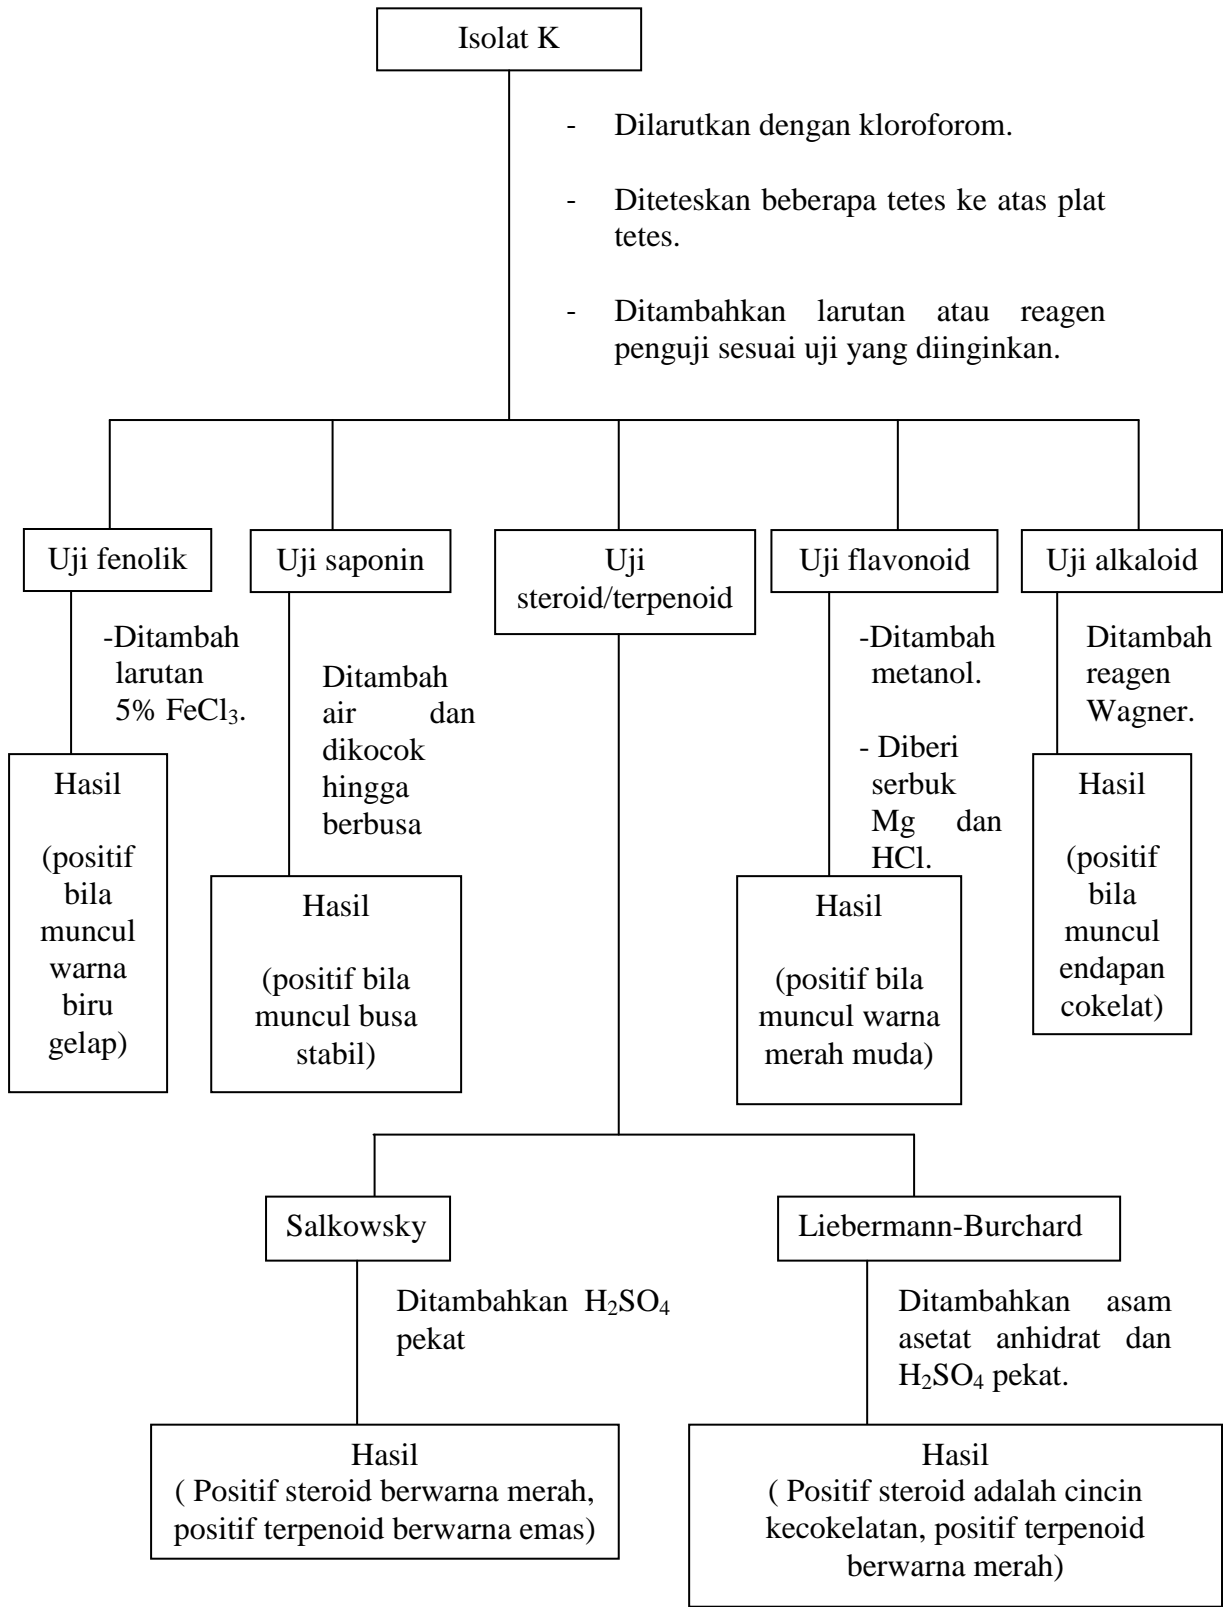 Isolat K
- Dilarutkan dengan kloroforom.
- Diteteskan beberapa tetes ke atas plat
tetes.
- Ditambahkan larutan atau reagen
penguji sesuai uji yang diinginkan.
Uji fenolik
-Ditambah
larutan
5% FeCl₃.
Hasil
(positif
bila
muncul
warna
biru
gelap)
Uji saponin
Ditambah
air dan
dikocok
hingga
berbusa
Hasil
(positif bila
muncul busa
stabil)
Uji
steroid/terpenoid
Uji flavonoid
-Ditambah
metanol.
- Diberi
serbuk
Mg dan
HCl.
Hasil
(positif bila
muncul warna
merah muda)
Uji alkaloid
Ditambah
reagen
Wagner.
Hasil
(positif
bila
muncul
endapan
cokelat)
Salkowsky
Ditambahkan H₂SO₄
pekat
Hasil
( Positif steroid berwarna merah,
positif terpenoid berwarna emas)
Liebermann-Burchard
Ditambahkan asam
asetat anhidrat dan
H₂SO₄ pekat.
Hasil
( Positif steroid adalah cincin
kecokelatan, positif terpenoid
berwarna merah)